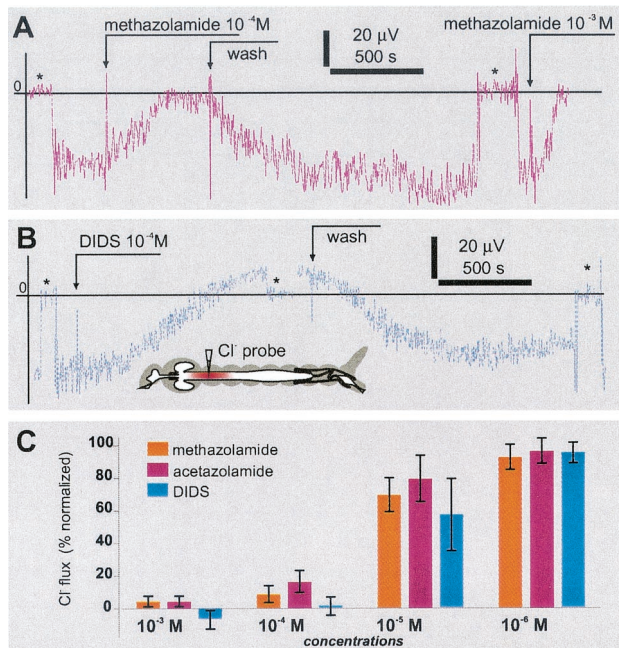 A
methazolamide 10⁻⁴M
wash
20 µV
500 s
methazolamide 10⁻³ M
*
*
0
B
DIDS 10⁻⁴M
wash
20 µV
500 s
*
*
*
0
Cl⁻ probe
C
Cl⁻ flux (% normalized)
100
80
60
40
20
0
methazolamide
acetazolamide
DIDS
10⁻³ M
10⁻⁴ M
10⁻⁵ M
10⁻⁶ M
concentrations